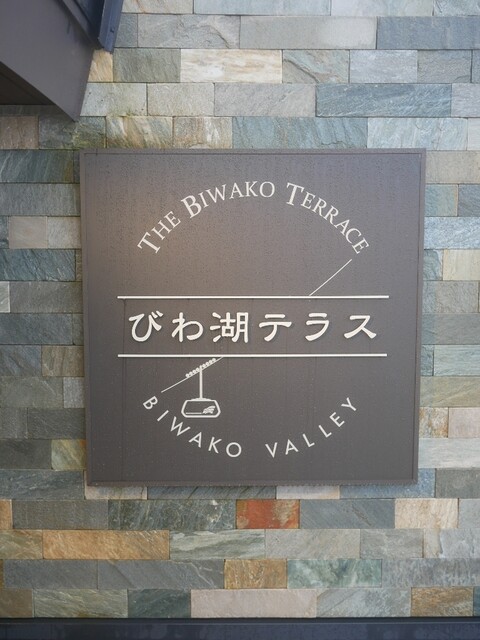 THE BIWAKO TERRACE
びわ湖テラス
BIWAKO VALLEY